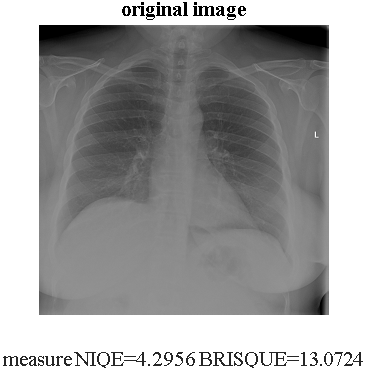 original image
L
measure NIQE=4.2956 BRISQUE=13.0724